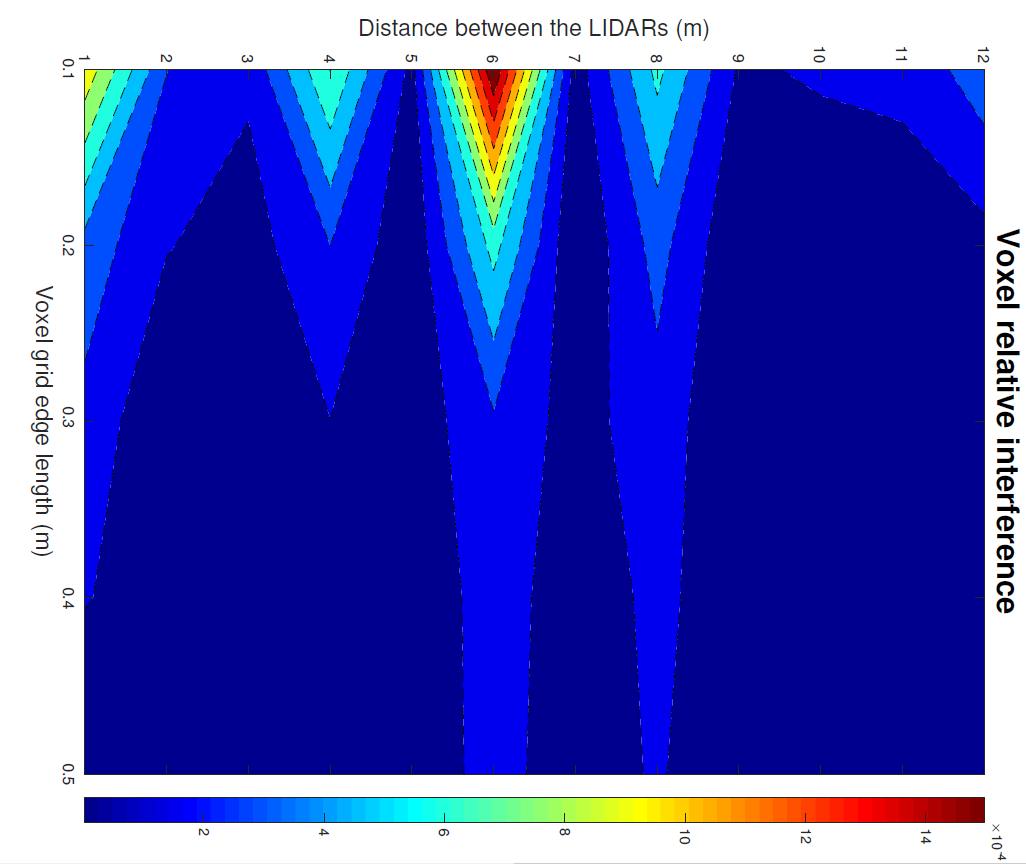 Voxel relative interference
Distance between the LIDARs (m)
1 2 3 4 5 6 7 8 9 10 11 12
0.1
0.2
0.3
0.4
0.5
Voxel grid edge length (m)
2 4 6 8 10 12 14
×10-4